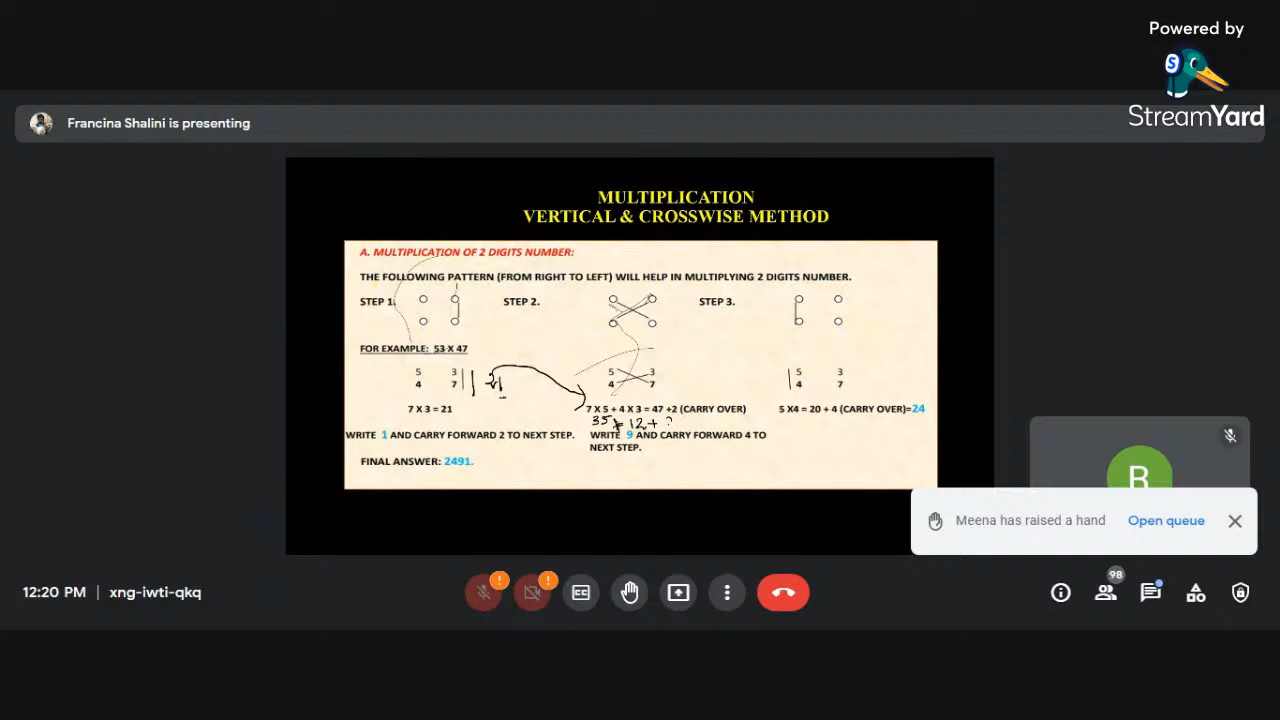 Powered by
StreamYard
Francina Shalini is presenting
MULTIPLICATION
VERTICAL & CROSSWISE METHOD
A. MULTIPLICATION OF 2 DIGITS NUMBER:
THE FOLLOWING PATTERN (FROM RIGHT TO LEFT) WILL HELP IN MULTIPLYING 2 DIGITS NUMBER.
STEP 1. STEP 2. STEP 3.
FOR EXAMPLE: 53 X 47
5 3 21 5 3 5 3
4 7 4 7 4 7
7 X 3 = 21 7 X 5 + 4 X 3 = 47 +2 (CARRY OVER) 5 X4 = 20 + 4 (CARRY OVER)=24
35 + 12 +
WRITE 1 AND CARRY FORWARD 2 TO NEXT STEP. WRITE 9 AND CARRY FORWARD 4 TO
NEXT STEP.
FINAL ANSWER: 2491.
R
Meena has raised a hand Open queue
12:20 PM | xng-iwti-qkq
CC
98